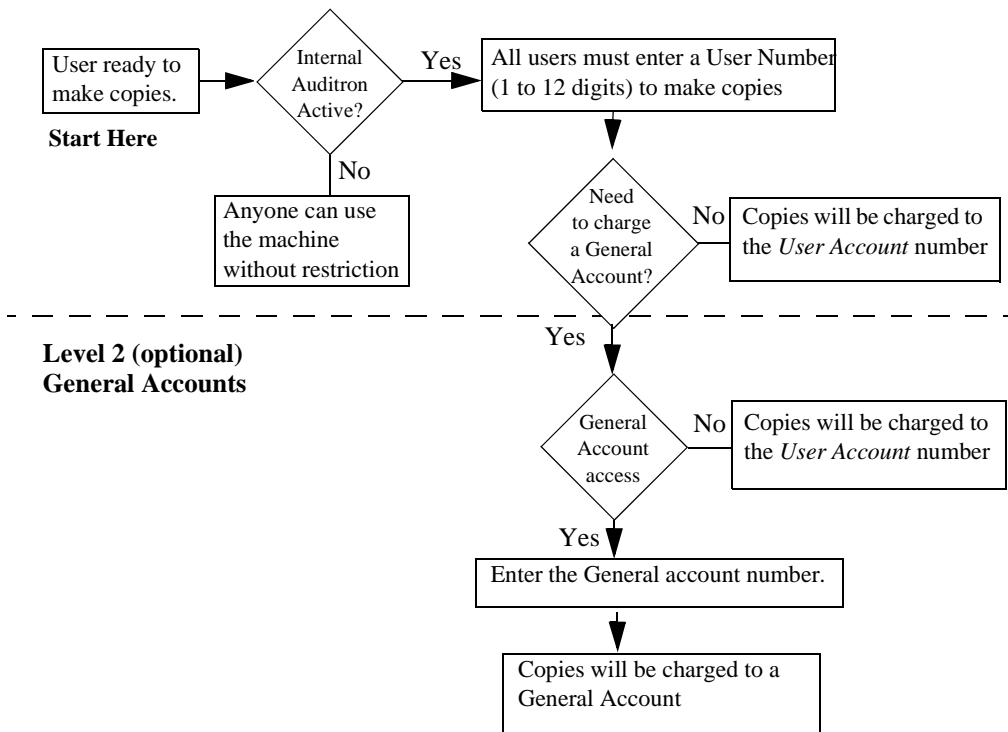 User ready to
make copies.
Start Here
Internal
Auditron
Active?
Yes
All users must enter a User Number
(1 to 12 digits) to make copies
No
Anyone can use
the machine
without restriction
Need
to charge
a General
Account?
No
Copies will be charged to
the User Account number
Yes
Level 2 (optional)
General Accounts
General
Account
access
No
Copies will be charged to
the User Account number
Yes
Enter the General account number.
Copies will be charged to a
General Account